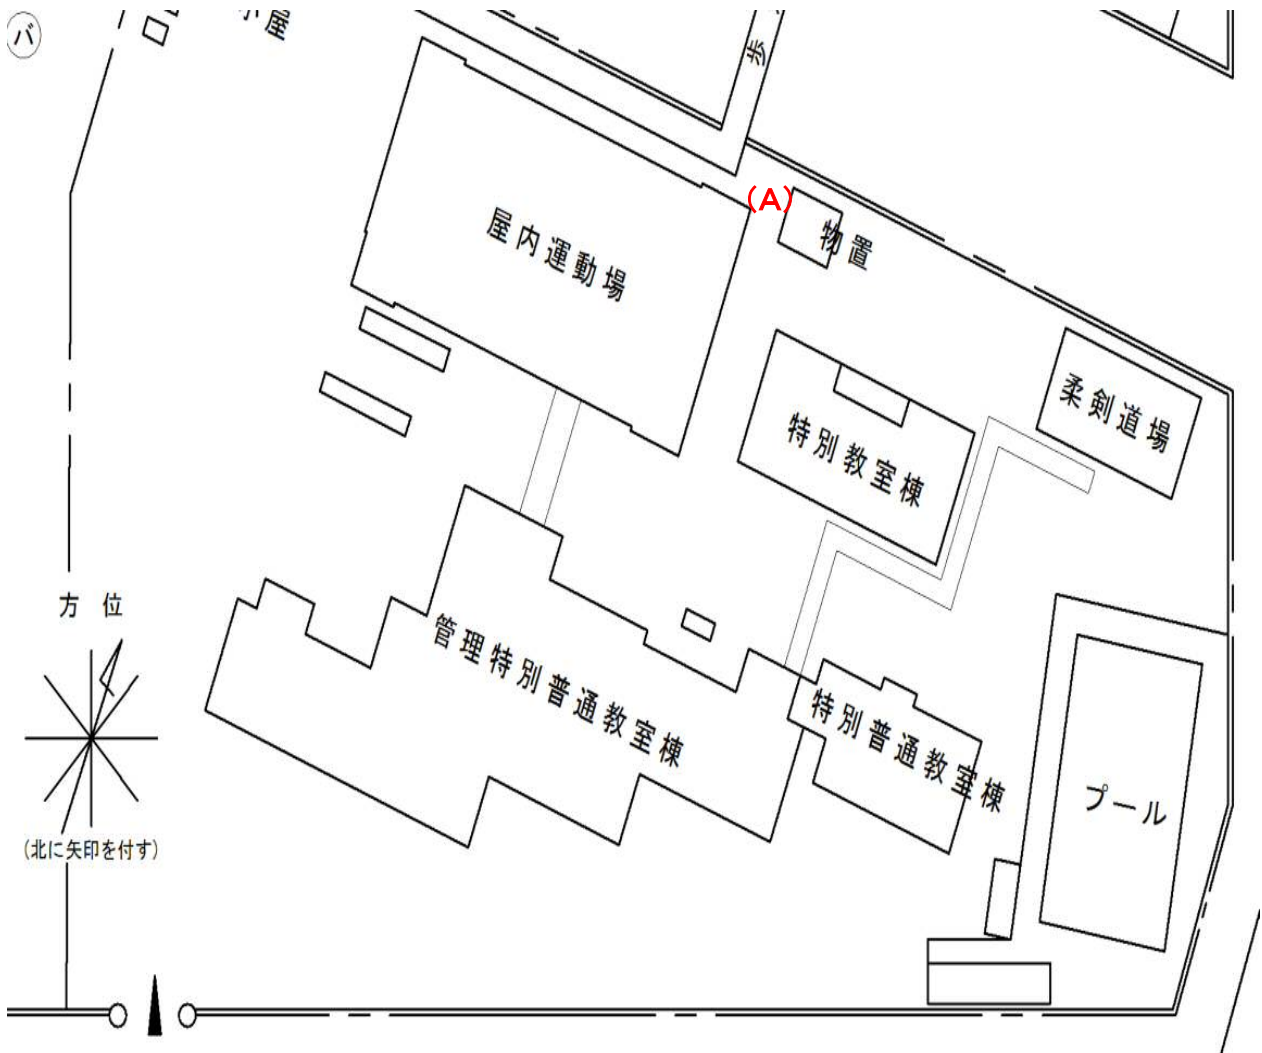 バ
小屋
歩
(A)
物置
屋内運動場
柔剣道場
特別教室棟
方 位
管理特別普通教室棟
特別普通教室棟
プール
(北に矢印を付す)